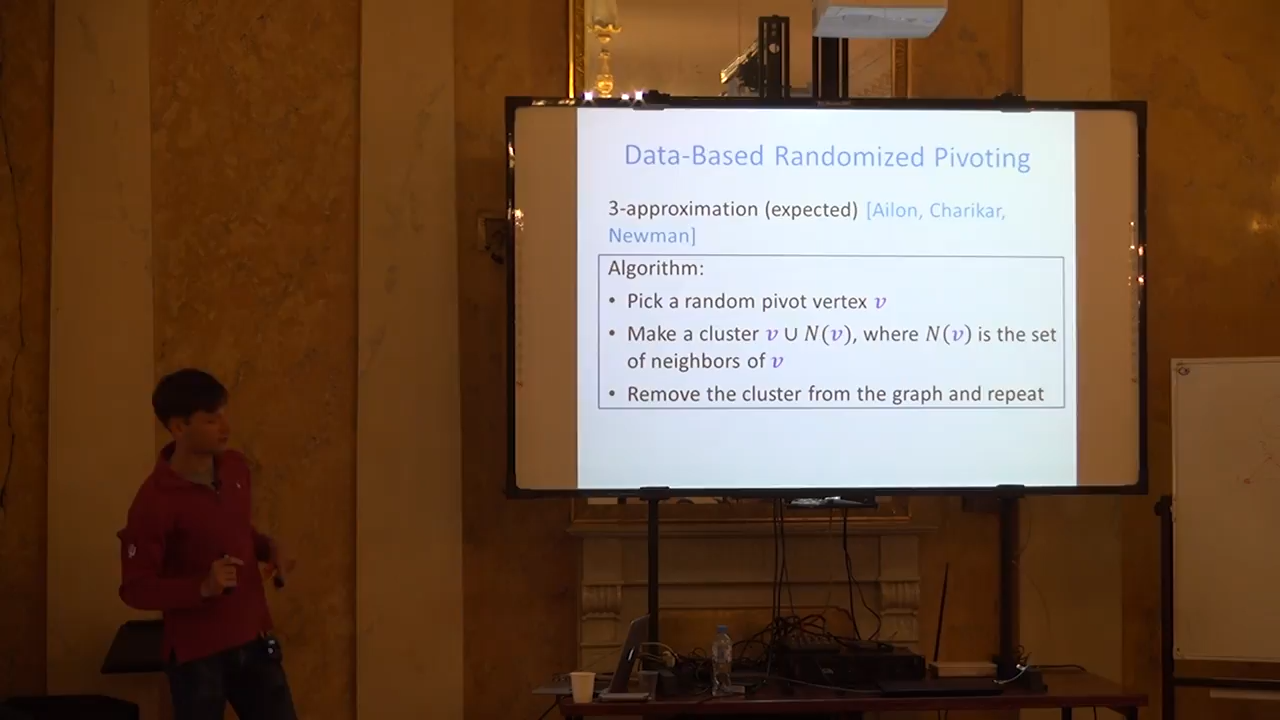 Data-Based Randomized Pivoting
3-approximation (expected) [Ailon, Charikar,
Newman]
Algorithm:
• Pick a random pivot vertex 𝑣
• Make a cluster 𝑣 ∪ 𝑁(𝑣), where 𝑁(𝑣) is the set
of neighbors of 𝑣
• Remove the cluster from the graph and repeat